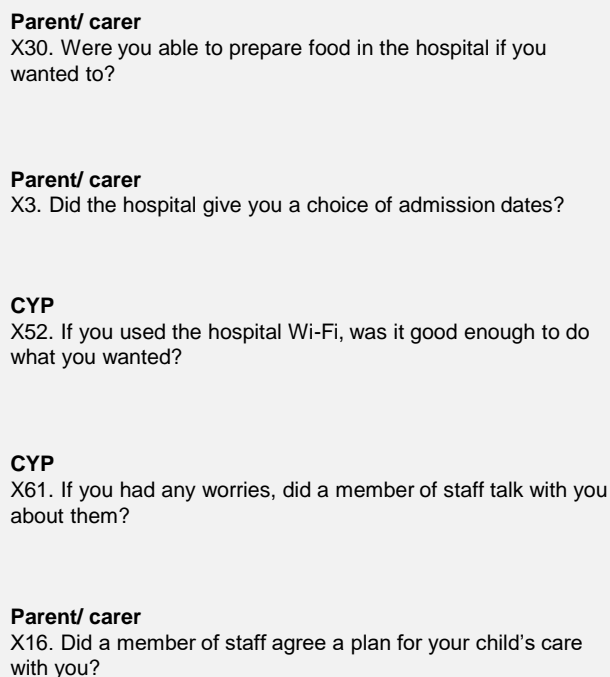 Parent/ carer
X30. Were you able to prepare food in the hospital if you
wanted to?
Parent/ carer
X3. Did the hospital give you a choice of admission dates?
CYP
X52. If you used the hospital Wi-Fi, was it good enough to do
what you wanted?
CYP
X61. If you had any worries, did a member of staff talk with you
about them?
Parent/ carer
X16. Did a member of staff agree a plan for your child's care
with you?